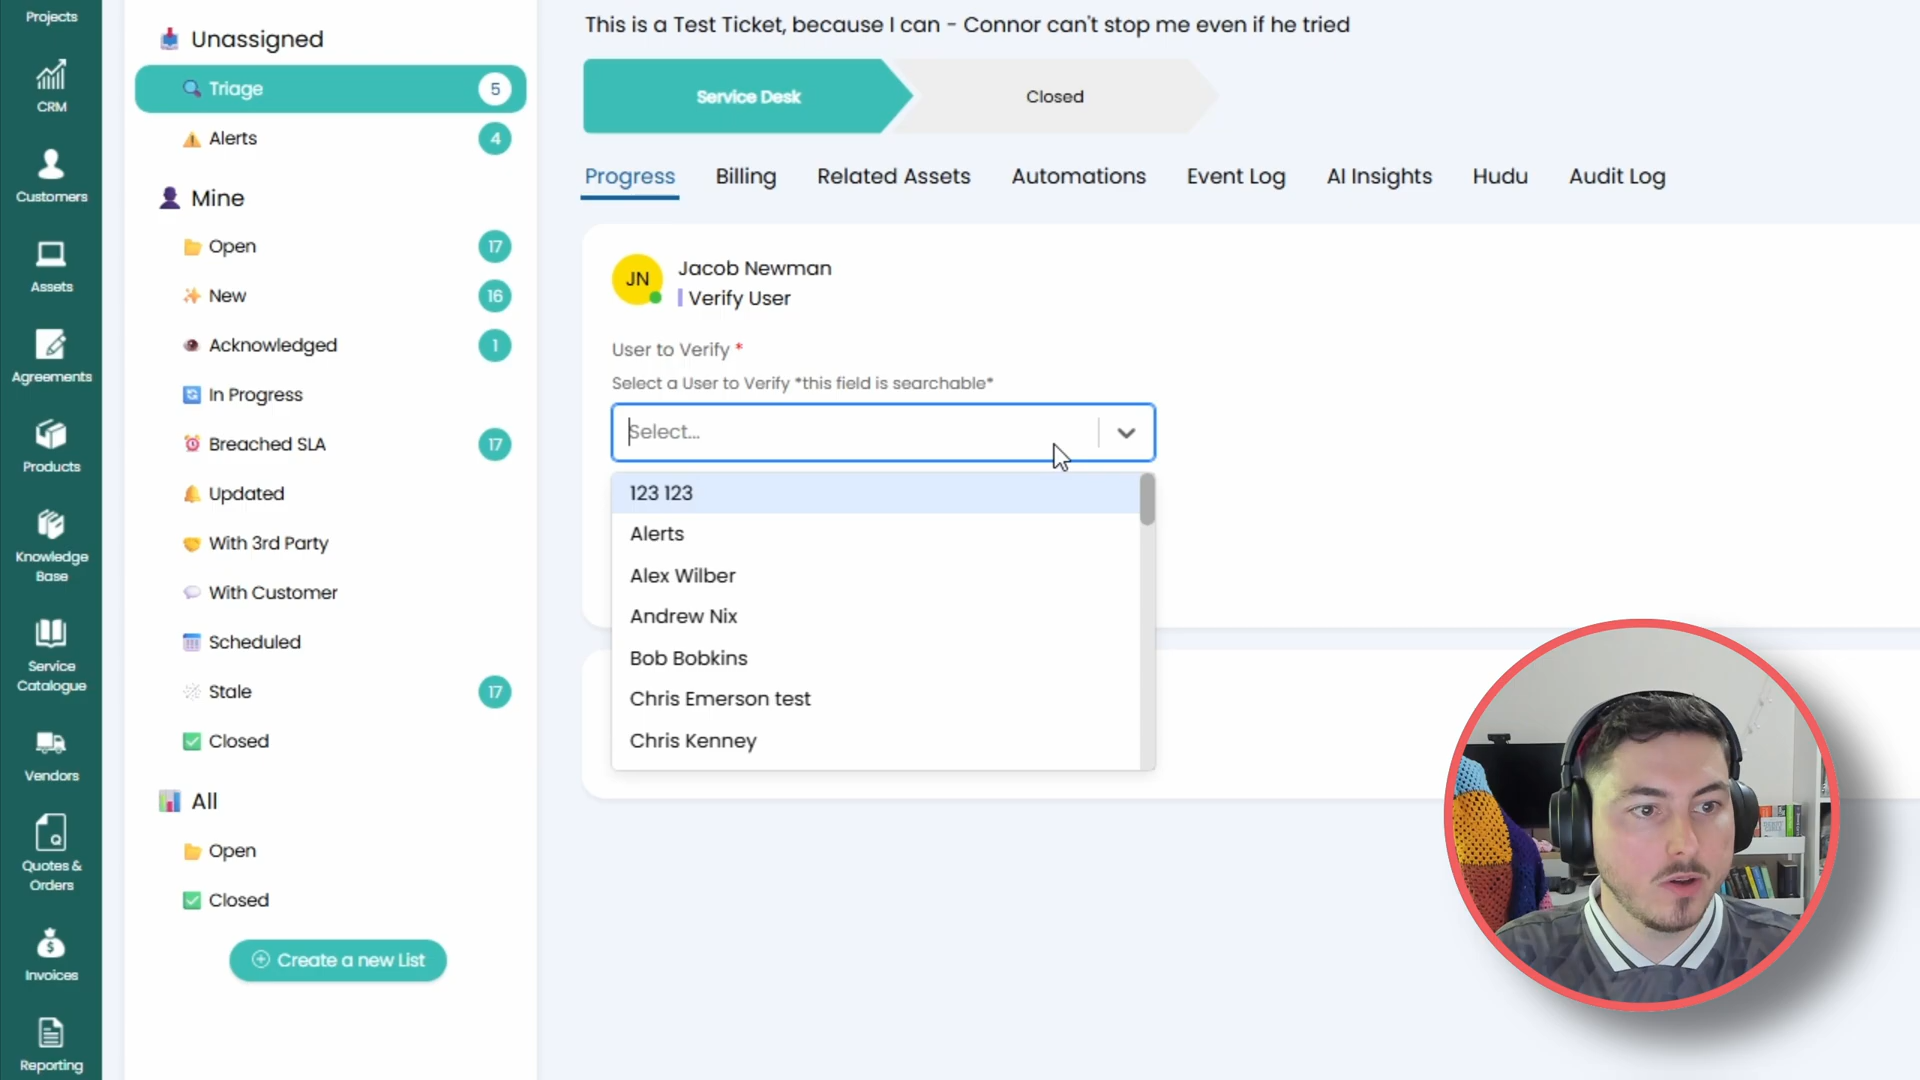 Projects
CRM
Customers
Assets
Agreements
Products
Knowledge
Base
Service
Catalogue
Vendors
Quotes &
Orders
Invoices
Reporting
Unassigned
Triage 5
Alerts 4
Mine
Open 17
New 16
Acknowledged 1
In Progress
Breached SLA 17
Updated
With 3rd Party
With Customer
Scheduled
Stale 17
Closed
All
Open
Closed
Create a new List
This is a Test Ticket, because I can - Connor can't stop me even if he tried
Service Desk Closed
Progress Billing Related Assets Automations Event Log AI Insights Hudu Audit Log
JN
Jacob Newman
Verify User
User to Verify *
Select a User to Verify *this field is searchable*
Select...
123 123
Alerts
Alex Wilber
Andrew Nix
Bob Bobkins
Chris Emerson test
Chris Kenney